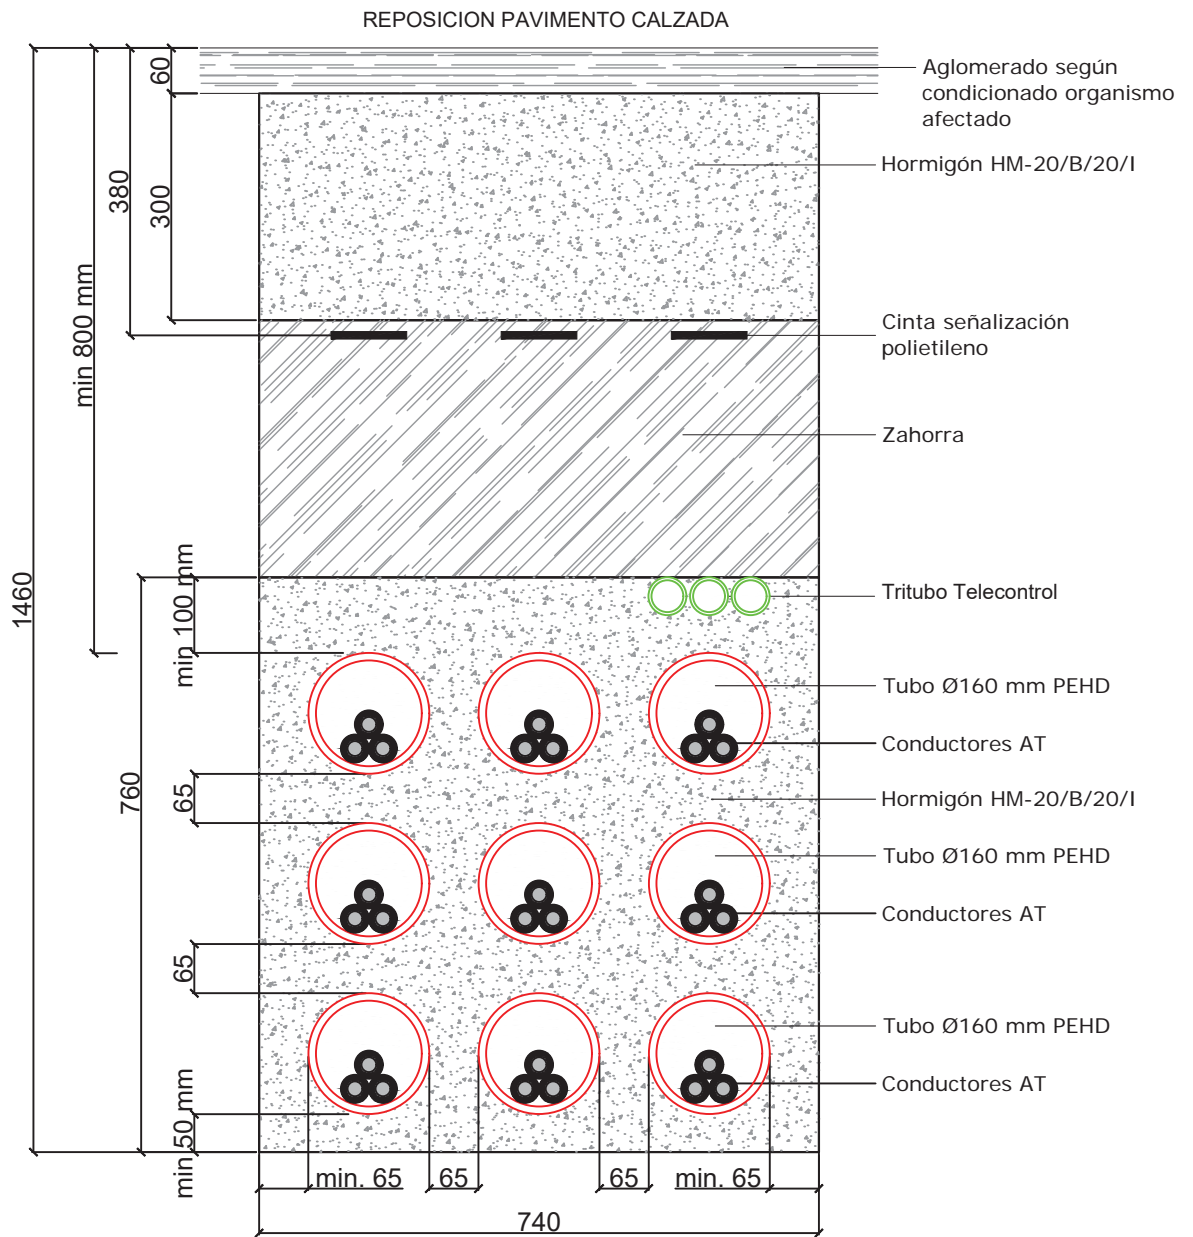 REPOSICION PAVIMENTO CALZADA
60
Aglomerado según
condicionado organismo
afectado
Hormigón HM-20/B/20/I
380
300
min 800 mm
Cinta señalización
polietileno
Zahorra
1460
min 100 mm
Tritubo Telecontrol
Tubo Ø160 mm PEHD
Conductores AT
760
65
Hormigón HM-20/B/20/I
Tubo Ø160 mm PEHD
Conductores AT
65
Tubo Ø160 mm PEHD
Conductores AT
min 50 mm
min. 65
65
65
min. 65
740